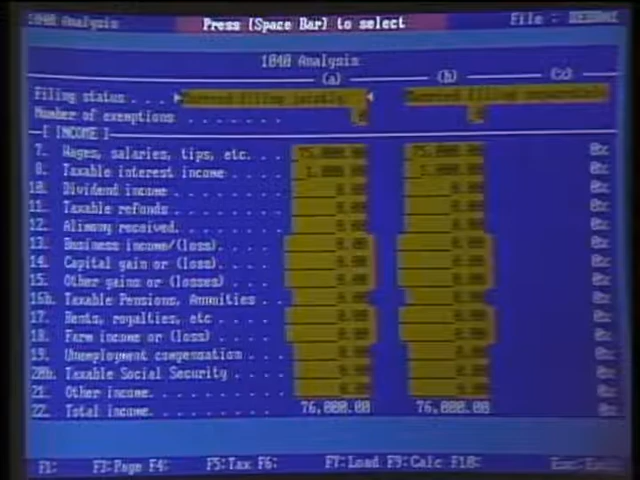 1040 Analysis Press [Space Bar] to select File :
1040 Analysis
(a) (b) (c)
Filing status . . . Married filing jointly Married filing separately
Number of exemptions . . . . . . .
[ INCOME ]
7. Wages, salaries, tips, etc. . . 75,000.00 75,000.00 0%
8. Taxable interest income 1,000.00 1,000.00 0%
10. Dividend income . . . . . . . 0.00 0.00 0%
11. Taxable refunds . . . . . . . 0.00 0.00 0%
12. Alimony received. . . . . . . 0.00 0.00 0%
13. Business income/(loss). . . . 0.00 0.00 0%
14. Capital gain or (loss). . . . 0.00 0.00 0%
15. Other gains or (losses) . . . 0.00 0.00 0%
16b. Taxable Pensions, Annuities . . 0.00 0.00 0%
17. Rents, royalties, etc . . . . 0.00 0.00 0%
18. Farm income or (loss) . . . . 0.00 0.00 0%
19. Unemployment compensation . . . 0.00 0.00 0%
20b. Taxable Social Security . . . . 0.00 0.00 0%
21. Other income. . . . . . . . . 0.00 0.00 0%
22. Total income. . . . . . . . . 76,000.00 76,000.00 0%
F1: F3:Page F4: F5:Tax F6: F7:Load F9:Calc F10: